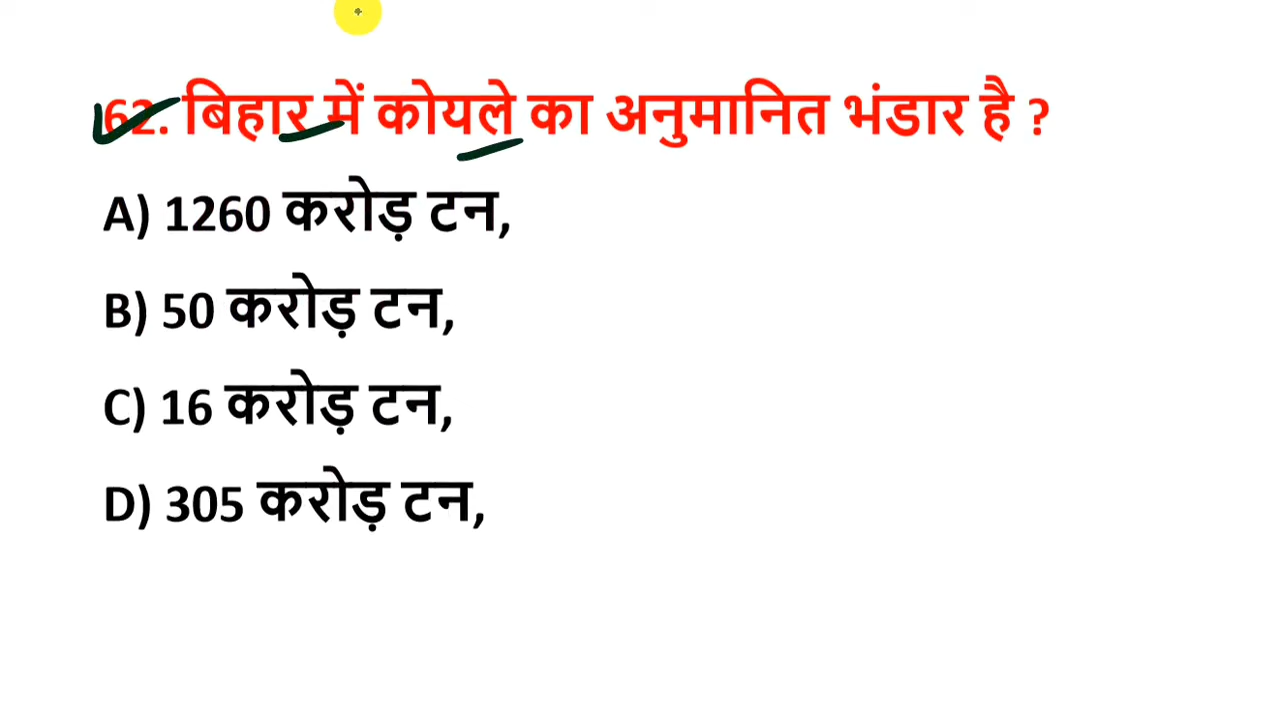 62. बिहार में कोयले का अनुमानित भंडार है ?
A) 1260 करोड़ टन,
B) 50 करोड़ टन,
C) 16 करोड़ टन,
D) 305 करोड़ टन,